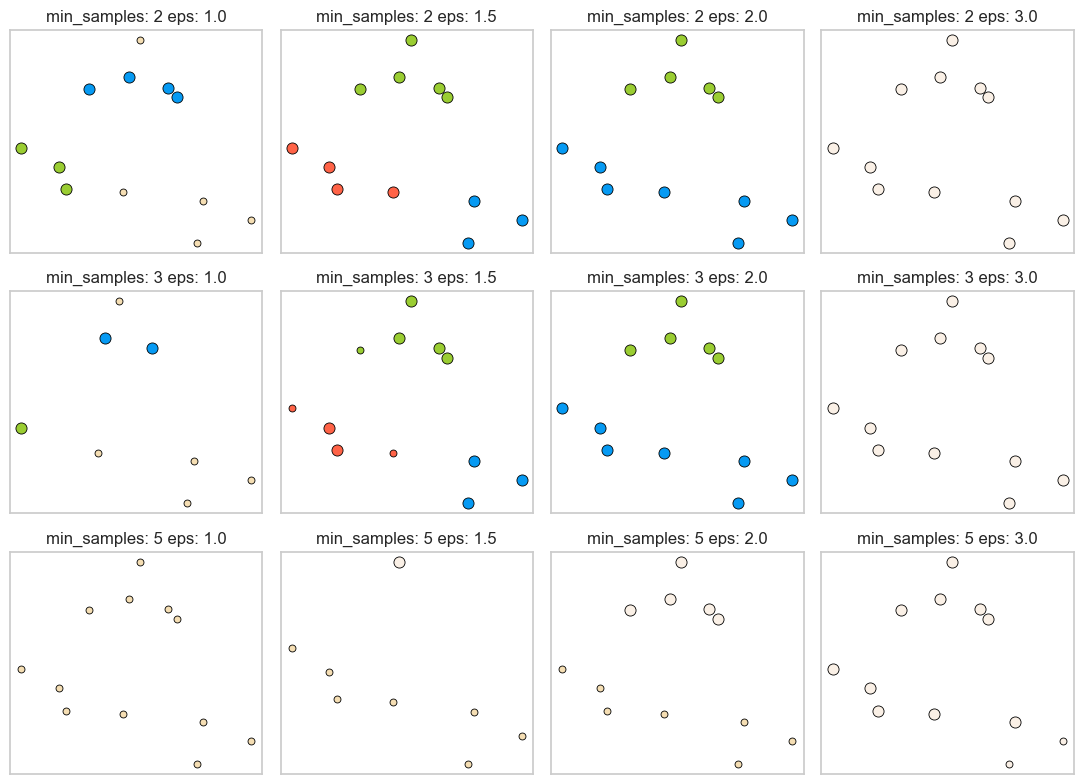 min_samples: 2 eps: 1.0
min_samples: 2 eps: 1.5
min_samples: 2 eps: 2.0
min_samples: 2 eps: 3.0
min_samples: 3 eps: 1.0
min_samples: 3 eps: 1.5
min_samples: 3 eps: 2.0
min_samples: 3 eps: 3.0
min_samples: 5 eps: 1.0
min_samples: 5 eps: 1.5
min_samples: 5 eps: 2.0
min_samples: 5 eps: 3.0